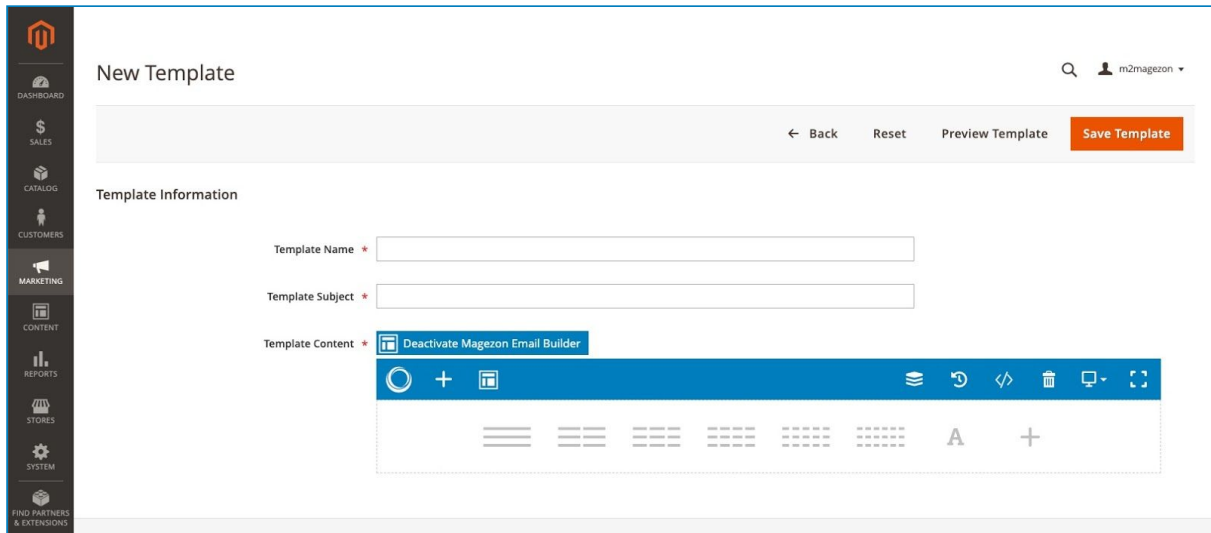 New Template
m2magezon
DASHBOARD
SALES
CATALOG
CUSTOMERS
MARKETING
CONTENT
REPORTS
STORES
SYSTEM
FIND PARTNERS
& EXTENSIONS
← Back Reset Preview Template Save Template
Template Information
Template Name *
Template Subject *
Template Content * Deactivate Magezon Email Builder
A